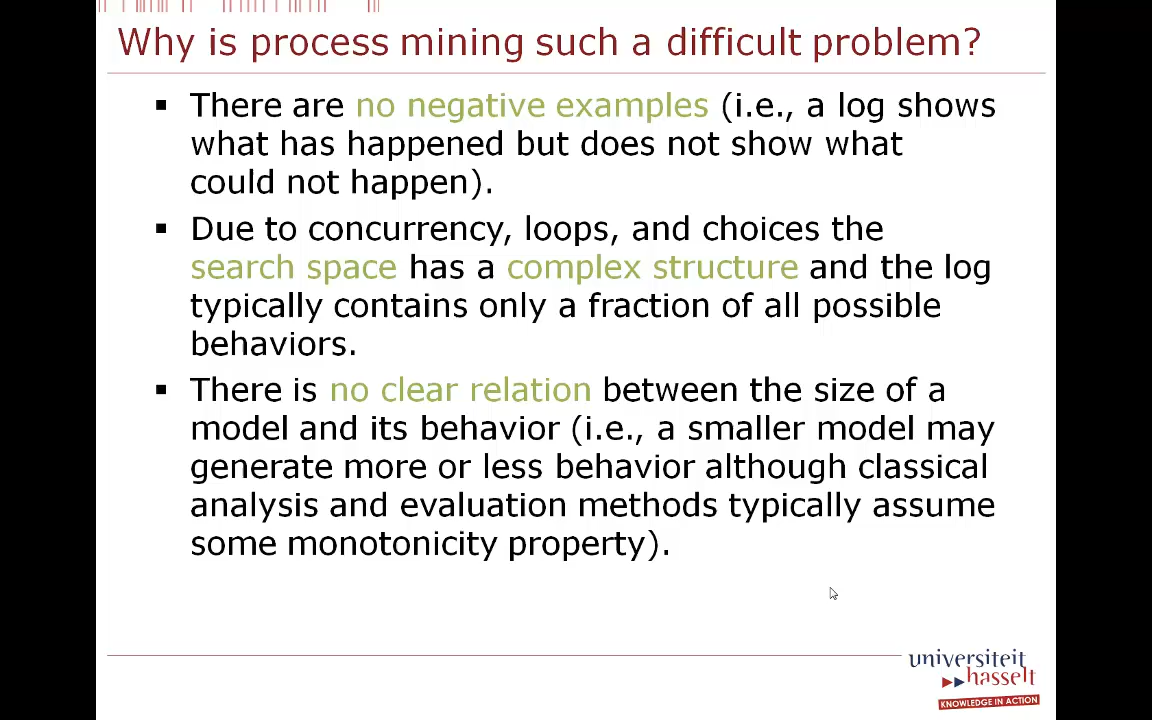 Why is process mining such a difficult problem?
▪ There are no negative examples (i.e., a log shows
what has happened but does not show what
could not happen).
▪ Due to concurrency, loops, and choices the
search space has a complex structure and the log
typically contains only a fraction of all possible
behaviors.
▪ There is no clear relation between the size of a
model and its behavior (i.e., a smaller model may
generate more or less behavior although classical
analysis and evaluation methods typically assume
some monotonicity property).
universiteit
hasselt
KNOWLEDGE IN ACTION